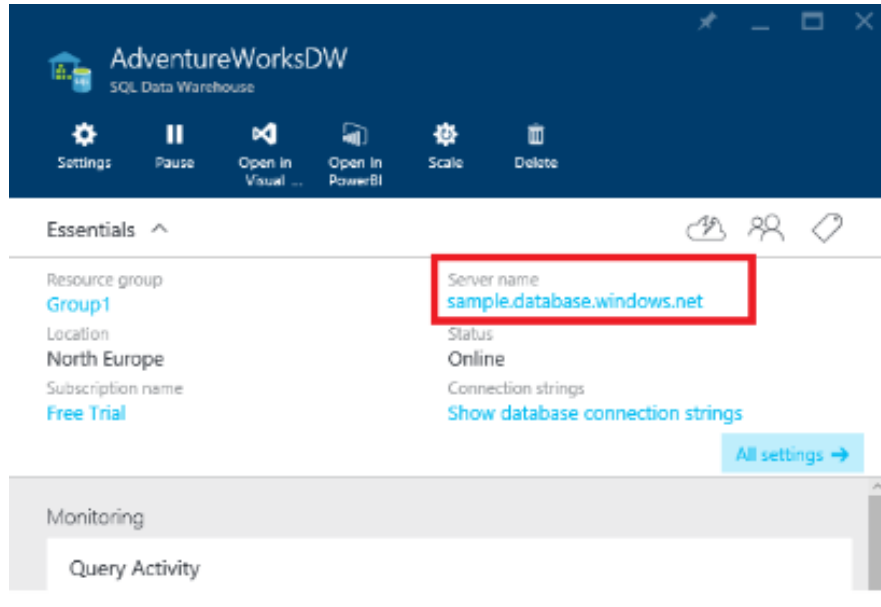 AdventureWorksDW
SQL Data Warehouse
Settings
Pause
Open in
Visual ...
Open in
PowerBI
Scale
Delete
Essentials
Resource group
Group1
Server name
sample.database.windows.net
Location
North Europe
Status
Online
Subscription name
Free Trial
Connection strings
Show database connection strings
All settings →
Monitoring
Query Activity